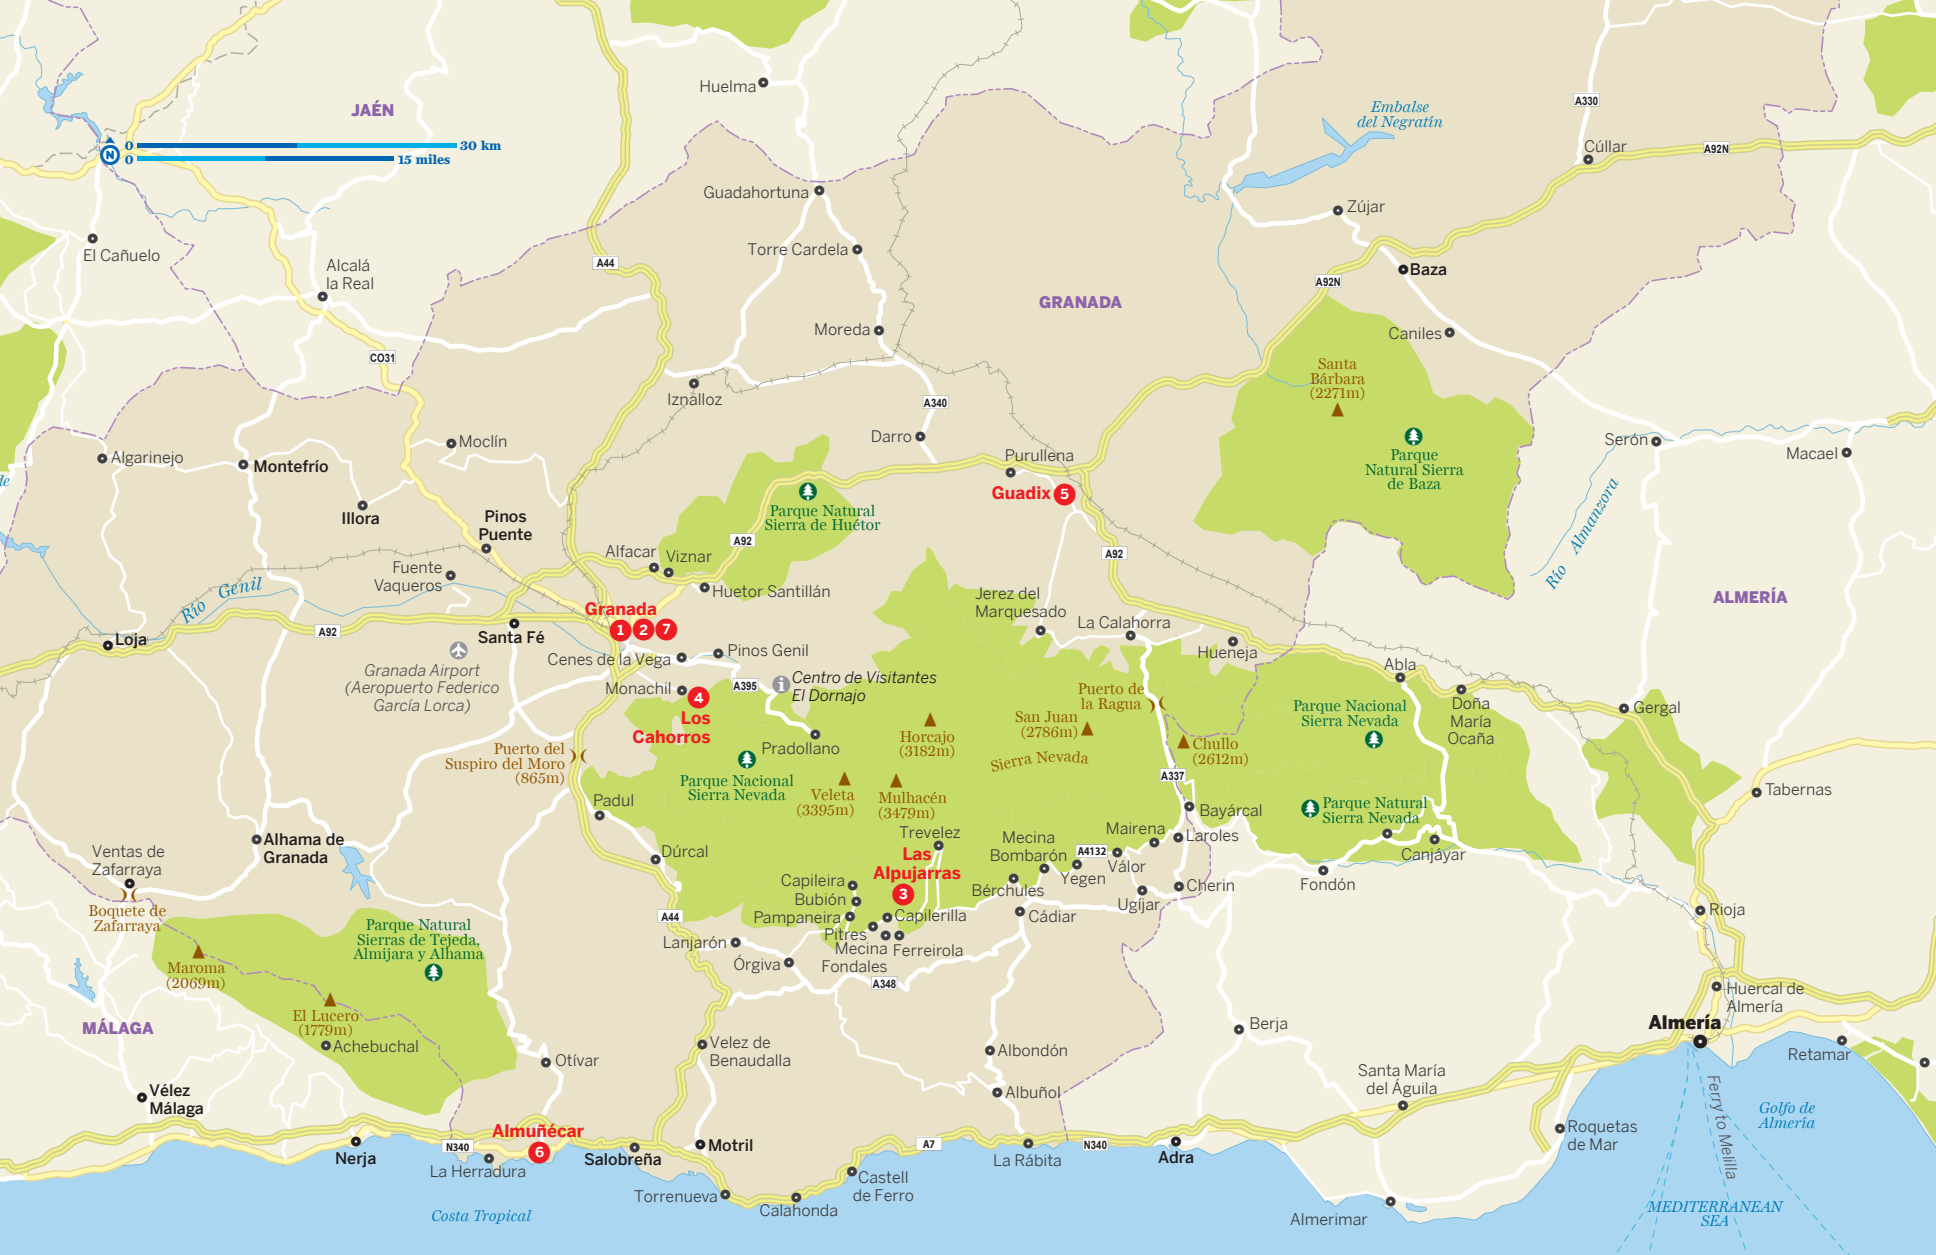 JAÉN
0
30 km
N
0
15 miles
Huelma
A330
Embalse
del Negratín
Cúllar
A92N
Guadahortuna
Zújar
El Cañuelo
Torre Cardela
Alcalá
la Real
A44
Baza
A92N
GRANADA
Moreda
Caniles
CO31
Santa
Bárbara
(2271m)
Iznalloz
A340
Darro
Moclín
Serón
Macael
Algarinejo
Montefrío
Purullena
Guadix 5
Parque
Natural Sierra
de Baza
Río Almanzora
de
Illora
Pinos
Puente
Parque Natural
Sierra de Huétor
A92
A92
Alfacar
Viznar
Fuente
Vaqueros
Huetor Santillán
Río Genil
Granada
1 2 7
Jerez del
Marquesado
La Calahorra
ALMERÍA
A92
Santa Fé
Loja
Hueneja
Cenes de la Vega
Pinos Genil
Abla
Granada Airport
(Aeropuerto Federico
García Lorca)
Monachil
A395
i
Centro de Visitantes
El Dornajo
4
Los
Cahorros
Puerto de
la Ragua
San Juan
(2786m)
Horcajo
(3182m)
Sierra Nevada
Chullo
(2612m)
Parque Nacional
Sierra Nevada
Doña
María
Ocaña
Gergal
Puerto del
Suspiro del Moro
(865m)
Pradollano
Parque Nacional
Sierra Nevada
Veleta
(3395m)
Mulhacén
(3479m)
A337
Tabernas
Padul
Bayárcal
Parque Natural
Sierra Nevada
Trevelez
Mecina
Bombarón
Mairena
Laroles
Alhama de
Granada
Ventas de
Zafarraya
Dúrcal
Las
Alpujarras
3
A4132
Válor
Yegen
Canjáyar
Capileira
Bubión
Pampaneira
Bérchules
Ugíjar
Cherin
Fondón
Boquete de
Zafarraya
A44
Capilerilla
Cádiar
Rioja
Parque Natural
Sierras de Tejeda,
Almijara y Alhama
Lanjarón
Pitres
Mecina
Fondales
Ferreirola
Órgiva
A348
Maroma
(2069m)
Huercal de
Almería
El Lucero
(1779m)
MÁLAGA
Achebuchal
Almería
Berja
Velez de
Benaudalla
Albondón
Retamar
Otívar
Santa María
del Águila
Vélez
Málaga
Albuñol
Ferry to Melilla
Golfo de
Almería
Almuñécar
6
N340
Nerja
La Herradura
Salobreña
Motril
A7
La Rábita
N340
Adra
Roquetas
de Mar
Torrenueva
Castell
de Ferro
Calahonda
Costa Tropical
Almerimar
MEDITERRANEAN
SEA